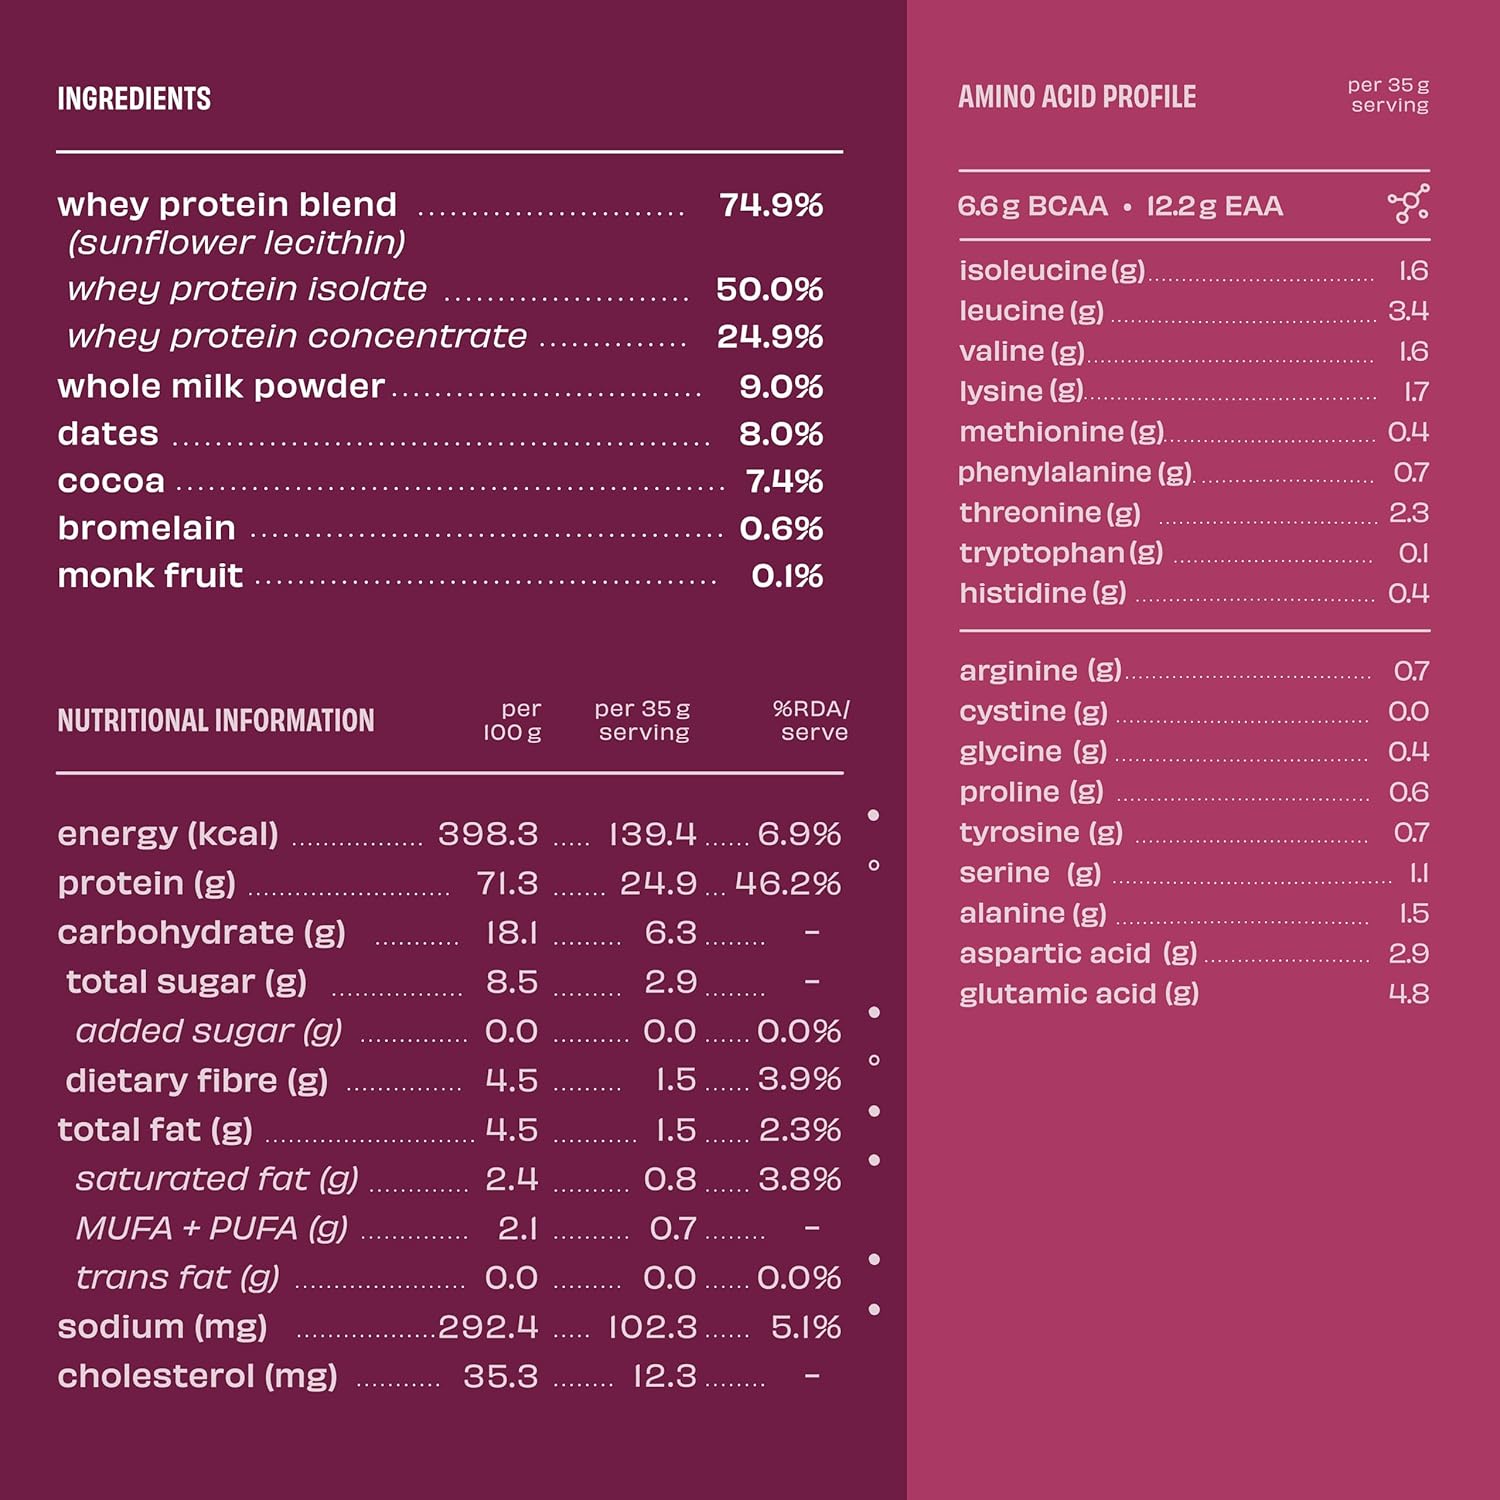 INGREDIENTS
whey protein blend ........................ 74.9%
(sunflower lecithin)
whey protein isolate ...................... 50.0%
whey protein concentrate ............. 24.9%
whole milk powder ........................... 9.0%
dates ............................................... 8.0%
cocoa ................................................ 7.4%
bromelain ......................................... 0.6%
monk fruit ........................................ 0.1%
NUTRITIONAL INFORMATION per 100 g per 35 g serving %RDA/ serve
energy (kcal) ................. 398.3 ..... 139.4 ...... 6.9% •
protein (g) .......................... 71.3 ....... 24.9 ... 46.2% °
carbohydrate (g) ........... 18.1 ......... 6.3 ........ –
total sugar (g) ................. 8.5 ......... 2.9 ........ –
added sugar (g) .............. 0.0 .......... 0.0 ...... 0.0% •
dietary fibre (g) ............... 4.5 ......... 1.5 ...... 3.9% °
total fat (g) ........................... 4.5 ........... 1.5 ...... 2.3% •
saturated fat (g) ............. 2.4 .......... 0.8 ...... 3.8% •
MUFA + PUFA (g) .............. 2.1 .......... 0.7 ........ –
trans fat (g) ...................... 0.0 ......... 0.0 ...... 0.0% •
sodium (mg) .................. 292.4 ..... 102.3 ...... 5.1% •
cholesterol (mg) ........... 35.3 ........ 12.3 ........ –
AMINO ACID PROFILE per 35 g serving
6.6 g BCAA • 12.2 g EAA
isoleucine (g) .............................. 1.6
leucine (g) .................................... 3.4
valine (g) ...................................... 1.6
lysine (g) ...................................... 1.7
methionine (g) ............................ 0.4
phenylalanine (g) ........................ 0.7
threonine (g) ............................... 2.3
tryptophan (g) ............................ 0.1
histidine (g) ................................. 0.4
arginine (g) .................................. 0.7
cystine (g) .................................... 0.0
glycine (g) .................................... 0.4
proline (g) .................................... 0.6
tyrosine (g) .................................. 0.7
serine (g) ...................................... 1.1
alanine (g) .................................... 1.5
aspartic acid (g) .......................... 2.9
glutamic acid (g) 4.8